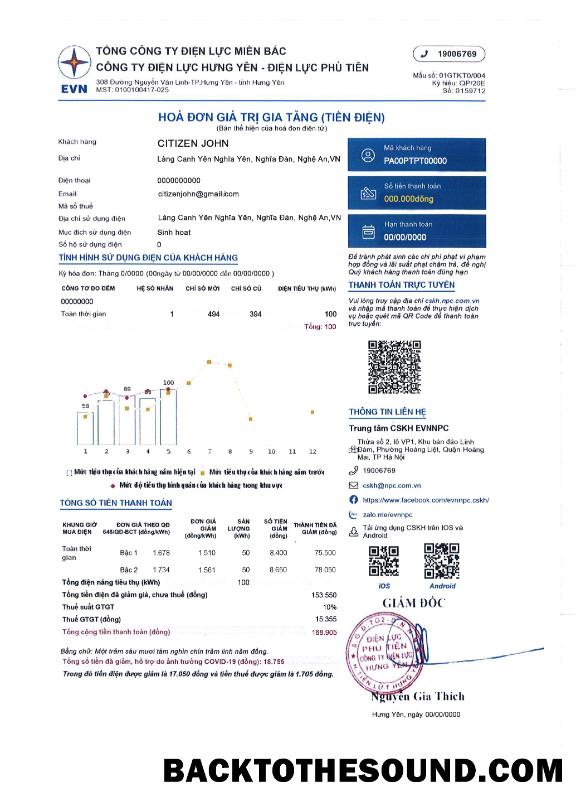 TỔNG CÔNG TY ĐIỆN LỰC MIỀN BẮC
CÔNG TY ĐIỆN LỰC HƯNG YÊN - ĐIỆN LỰC PHÙ TIÊN
308 Đường Nguyễn Văn Linh-TP.Hưng Yên - tỉnh Hưng Yên
MST: 0100100417-025
EVN
19006769
Mẫu số: 01GTKT0/004
Ký hiệu: QP/20E
Số: 0159712
HOÁ ĐƠN GIÁ TRỊ GIA TĂNG (TIỀN ĐIỆN)
(Bản thể hiện của hoá đơn điện tử)
Khách hàng CITIZEN JOHN
Địa chỉ Làng Canh Yên Nghĩa Yên, Nghĩa Đàn, Nghệ An,VN
Điện thoại 0000000000
Email citizenjohn@gmail.com
Mã số thuế
Địa chỉ sử dụng điện Làng Canh Yên Nghĩa Yên, Nghĩa Đàn, Nghệ An,VN
Mục đích sử dụng điện Sinh hoat
Số hộ sử dụng điện 0
Mã khách hàng
PA00PTPT00000
Số tiền thanh toán
000.000đồng
Hạn thanh toán
00/00/0000
Để tránh phát sinh các chi phí phạt vi phạm
hợp đồng và lãi suất phạt chậm trả, đề nghị
Quý khách hàng thanh toán đúng hạn
TÌNH HÌNH SỬ DỤNG ĐIỆN CỦA KHÁCH HÀNG
Kỳ hóa đơn: Tháng 0/0000 (00ngày từ 00/00/0000 đến 00/00/0000 )
CÔNG TƠ ĐO ĐẾM HỆ SỐ NHÂN CHỈ SỐ MỚI CHỈ SỐ CŨ ĐIỆN TIÊU THỤ (kWh)
00000000
Toàn thời gian 1 494 394 100
Tổng: 100
THANH TOÁN TRỰC TUYẾN
Vui lòng truy cập địa chỉ cskh.npc.com.vn
và nhập mã thanh toán để thực hiện dịch
vụ hoặc quét mã QR Code để thanh toán
trực tuyến:
100
1 2 3 4 5 6 7 8 9 10 11 12
Mức tiêu thụ của khách hàng năm hiện tại Mức tiêu thụ của khách hàng năm trước
Mức độ tiêu thụ bình quân của khách hàng trong khu vực
THÔNG TIN LIÊN HỆ
Trung tâm CSKH EVNNPC
Thửa số 2, lô VP1, Khu bán đảo Linh
Đàm, Phường Hoàng Liệt, Quận Hoàng
Mai, TP Hà Nội
19006769
cskh@npc.com.vn
https://www.facebook.com/evnnpc.cskh/
zalo.me/evnnpc
Tải ứng dụng CSKH trên IOS và
Android
IOS Android
TỔNG SỐ TIỀN THANH TOÁN
KHUNG GIỜ MUA ĐIỆN ĐƠN GIÁ THEO QĐ 648/QĐ-BCT (đồng/kWh) ĐƠN GIÁ GIẢM (đồng/kWh) SẢN LƯỢNG (kWh) SỐ TIỀN GIẢM (đồng) THÀNH TIỀN ĐÃ GIẢM (đồng)
Toàn thời gian Bậc 1 1.678 1.510 50 8.400 75.500
Bậc 2 1.734 1.561 50 8.650 78.050
Tổng điện năng tiêu thụ (kWh) 100
Tổng tiền điện đã giảm giá, chưa thuế (đồng) 153.550
Thuế suất GTGT 10%
Thuế GTGT (đồng) 15.355
Tổng cộng tiền thanh toán (đồng) 168.905
Bằng chữ: Một trăm sáu mươi tám nghìn chín trăm linh năm đồng.
Tổng số tiền đã giảm, hỗ trợ do ảnh hưởng COVID-19 (đồng): 18.755
Trong đó tiền điện được giảm là 17.050 đồng và tiền thuế được giảm là 1.705 đồng.
GIÁM ĐỐC
ĐIỆN LỰC
PHÙ TIÊN
CÔNG TY ĐIỆN LỰC
HƯNG YÊN
Nguyễn Gia Thích
Hưng Yên, ngày 00/00/0000
BACKTOTHESOUND.COM